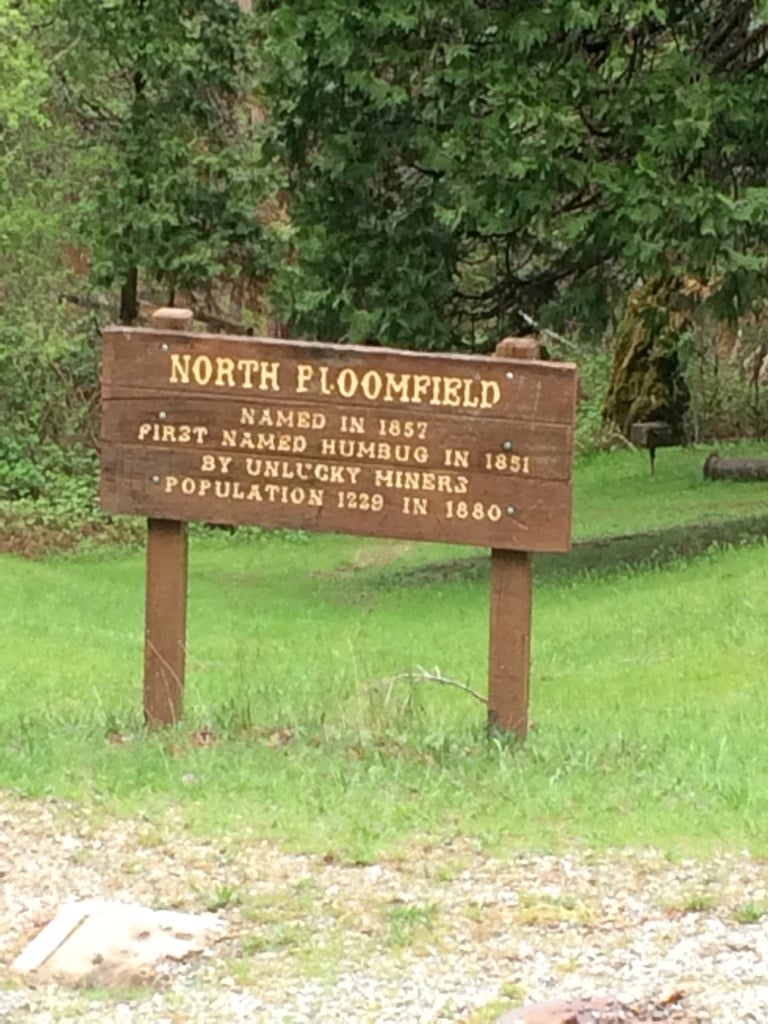 NORTH BLOOMFIELD
NAMED IN 1857
FIRST NAMED HUMBUG IN 1851
BY UNLUCKY MINERS
POPULATION 1229 IN 1880